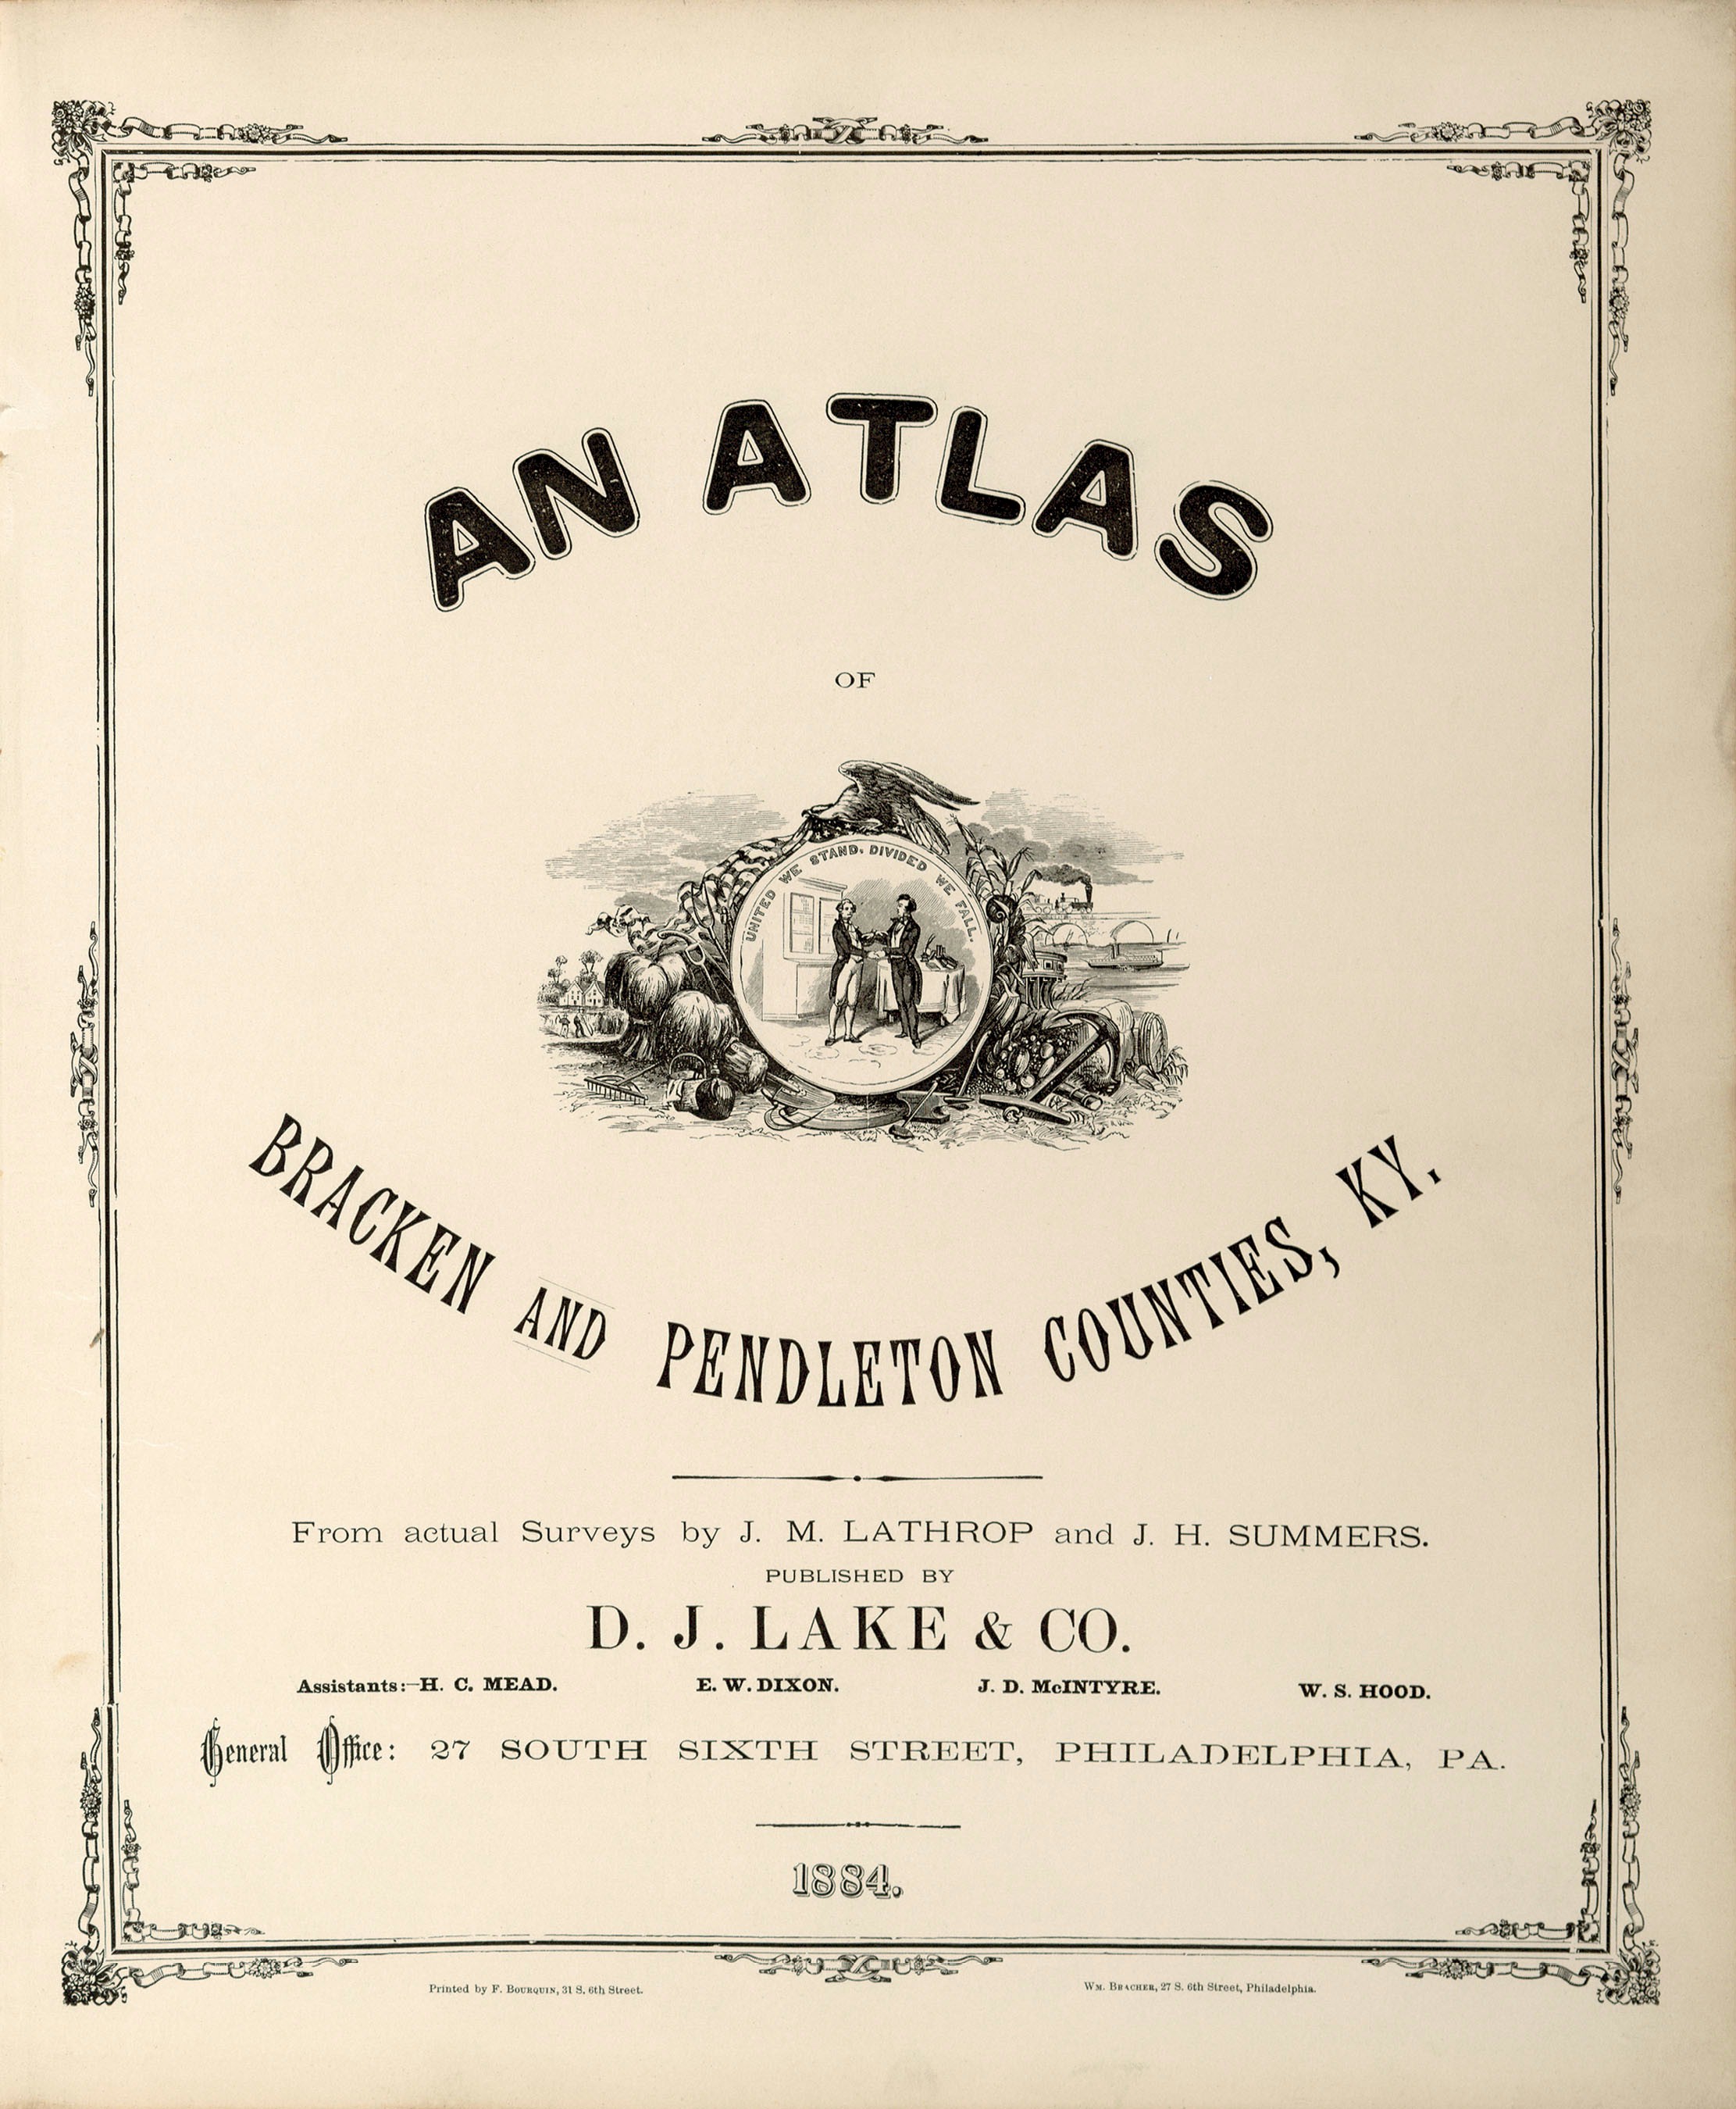 AN ATLAS
OF
UNITED WE STAND, DIVIDED WE FALL.
BRACKEN AND PENDLETON COUNTIES, KY.
From actual Surveys by J. M. LATHROP and J. H. SUMMERS.
PUBLISHED BY
D. J. LAKE & CO.
Assistants:—H. C. MEAD. E. W. DIXON. J. D. McINTYRE. W. S. HOOD.
General Office: 27 SOUTH SIXTH STREET, PHILADELPHIA, PA.
1884.
Printed by F. BOURQUIN, 31 S. 6th Street. WM. BRACHER, 27 S. 6th Street, Philadelphia.